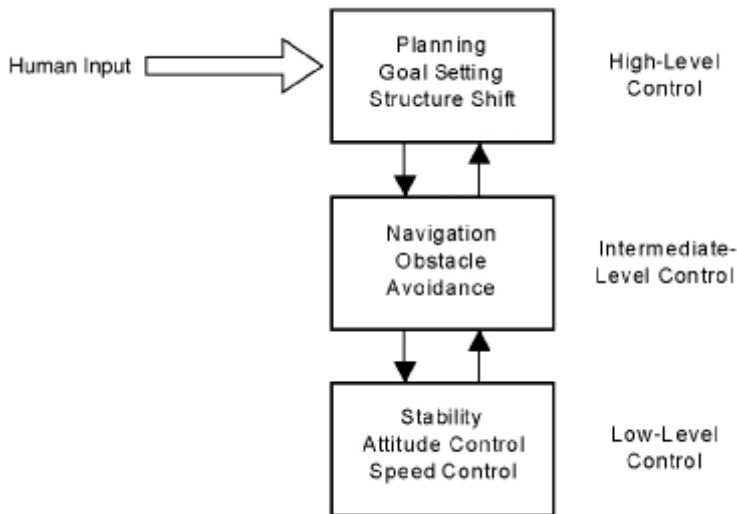 Human Input
Planning
Goal Setting
Structure Shift
High-Level
Control
Navigation
Obstacle
Avoidance
Intermediate-
Level Control
Stability
Attitude Control
Speed Control
Low-Level
Control